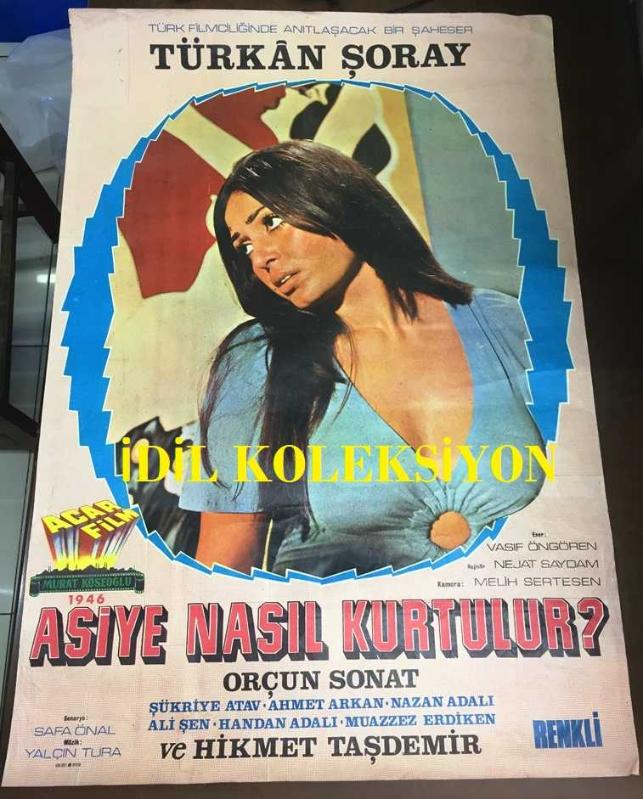 TÜRK FİLMCİLİĞİNDE ANITLAŞACAK BİR ŞAHESER
TÜRKÂN ŞORAY
İDİL KOLEKSİYON
ACAR FİLM
MURAT KÖSEOĞLU
1946
Eser:
VASIF ÖNGÖREN
Rejisör NEJAT SAYDAM
Kamera: MELİH SERTESEN
ASİYE NASIL KURTULUR?
ORÇUN SONAT
ŞÜKRİYE ATAV · AHMET ARKAN · NAZAN ADALI
ALİ ŞEN · HANDAN ADALI · MUAZZEZ ERDİKEN
ve HİKMET TAŞDEMİR
Senaryo:
SAFA ÖNAL
Müzik:
YALÇIN TURA
RENKLİ